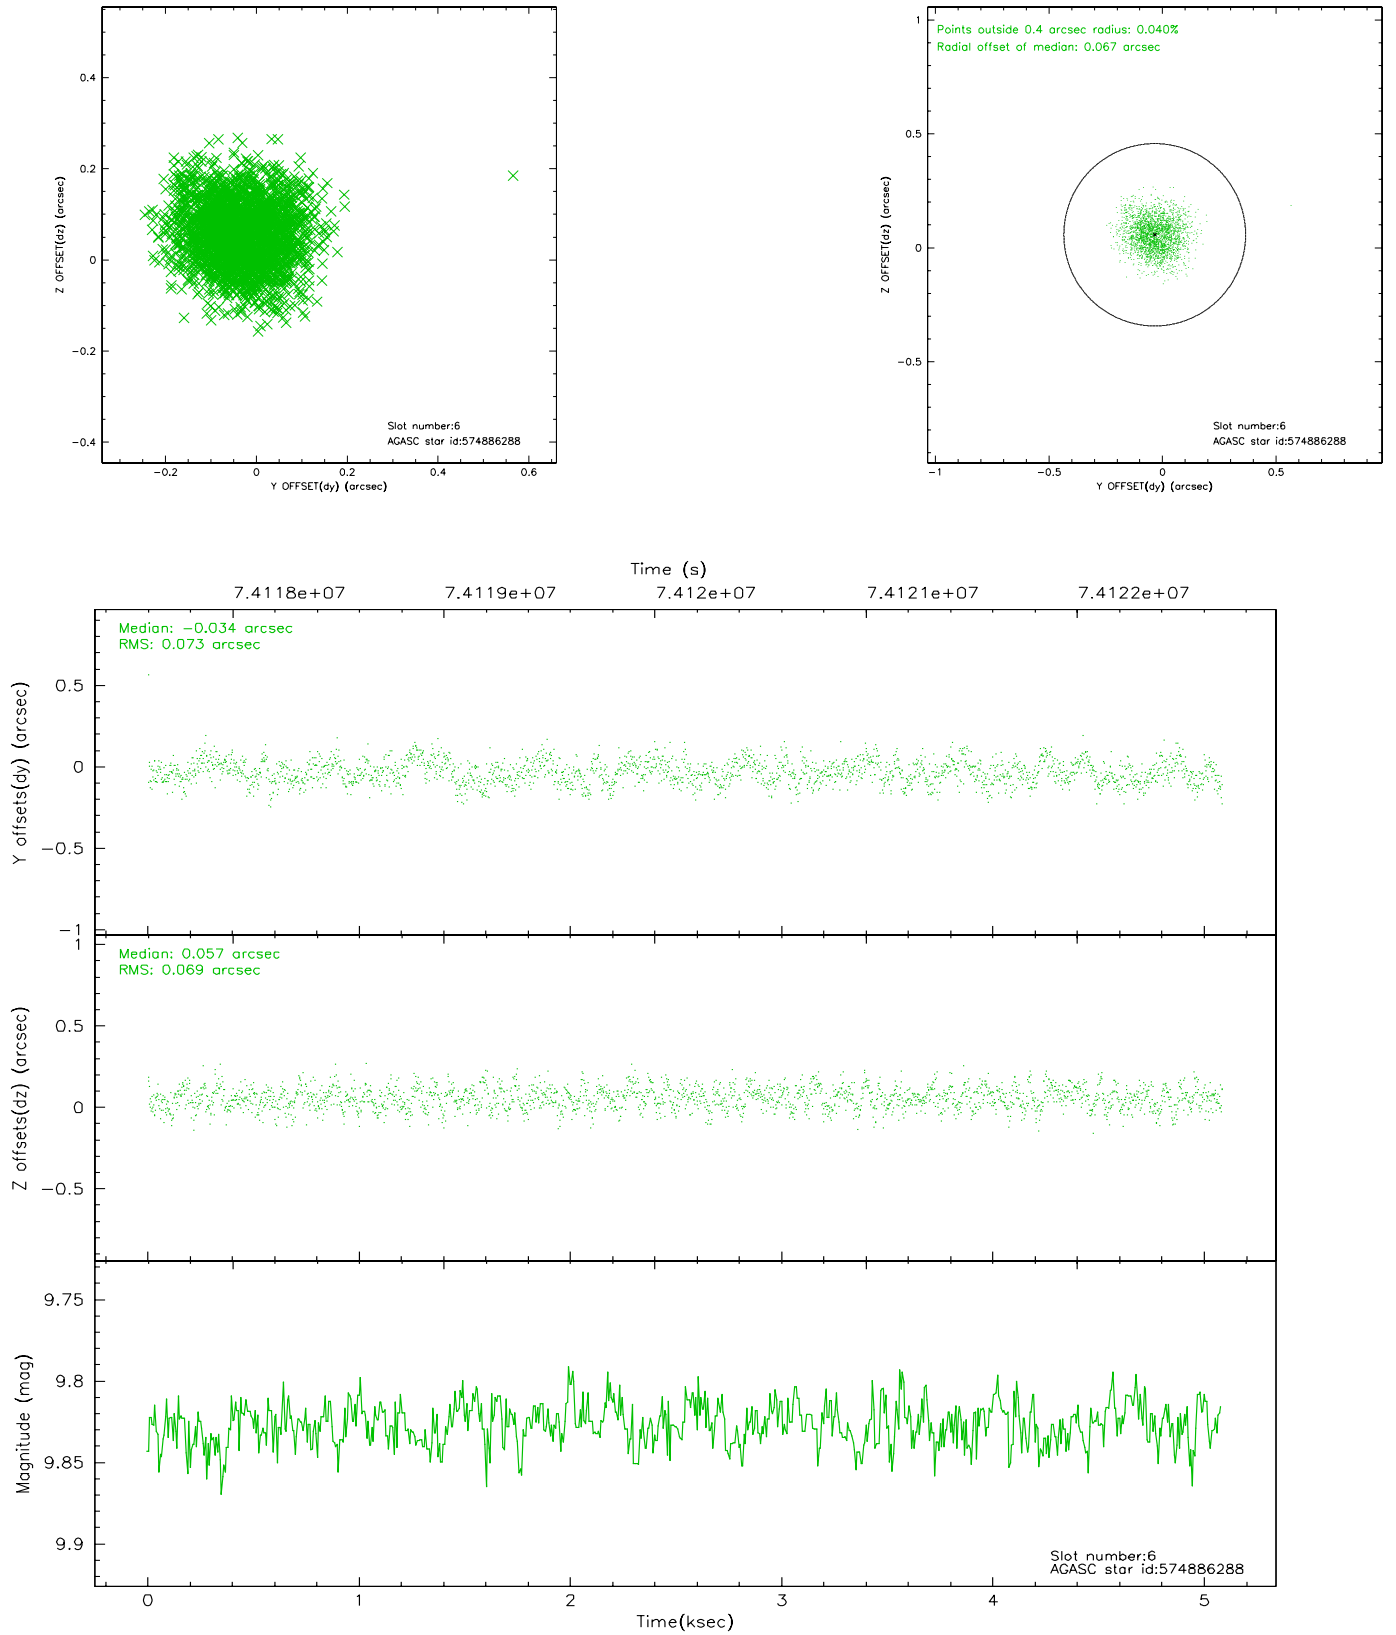 0.4
0.2
0
−0.2
−0.4
Z OFFSET(dz) (arcsec)
Slot number:6
AGASC star id:574886288
−0.2 0 0.2 0.4 0.6
Y OFFSET(dy) (arcsec)
Points outside 0.4 arcsec radius: 0.040%
Radial offset of median: 0.067 arcsec
1
0.5
0
−0.5
Z OFFSET(dz) (arcsec)
Slot number:6
AGASC star id:574886288
−1 −0.5 0 0.5
Y OFFSET(dy) (arcsec)
Time (s)
7.4118e+07 7.4119e+07 7.412e+07 7.4121e+07 7.4122e+07
Median: −0.034 arcsec
RMS: 0.073 arcsec
0.5
0
−0.5
−1
Y offsets(dy) (arcsec)
Median: 0.057 arcsec
RMS: 0.069 arcsec
1
0.5
0
−0.5
Z offsets(dz) (arcsec)
9.75
9.8
9.85
9.9
Magnitude (mag)
Slot number:6
AGASC star id:574886288
0 1 2 3 4 5
Time(ksec)